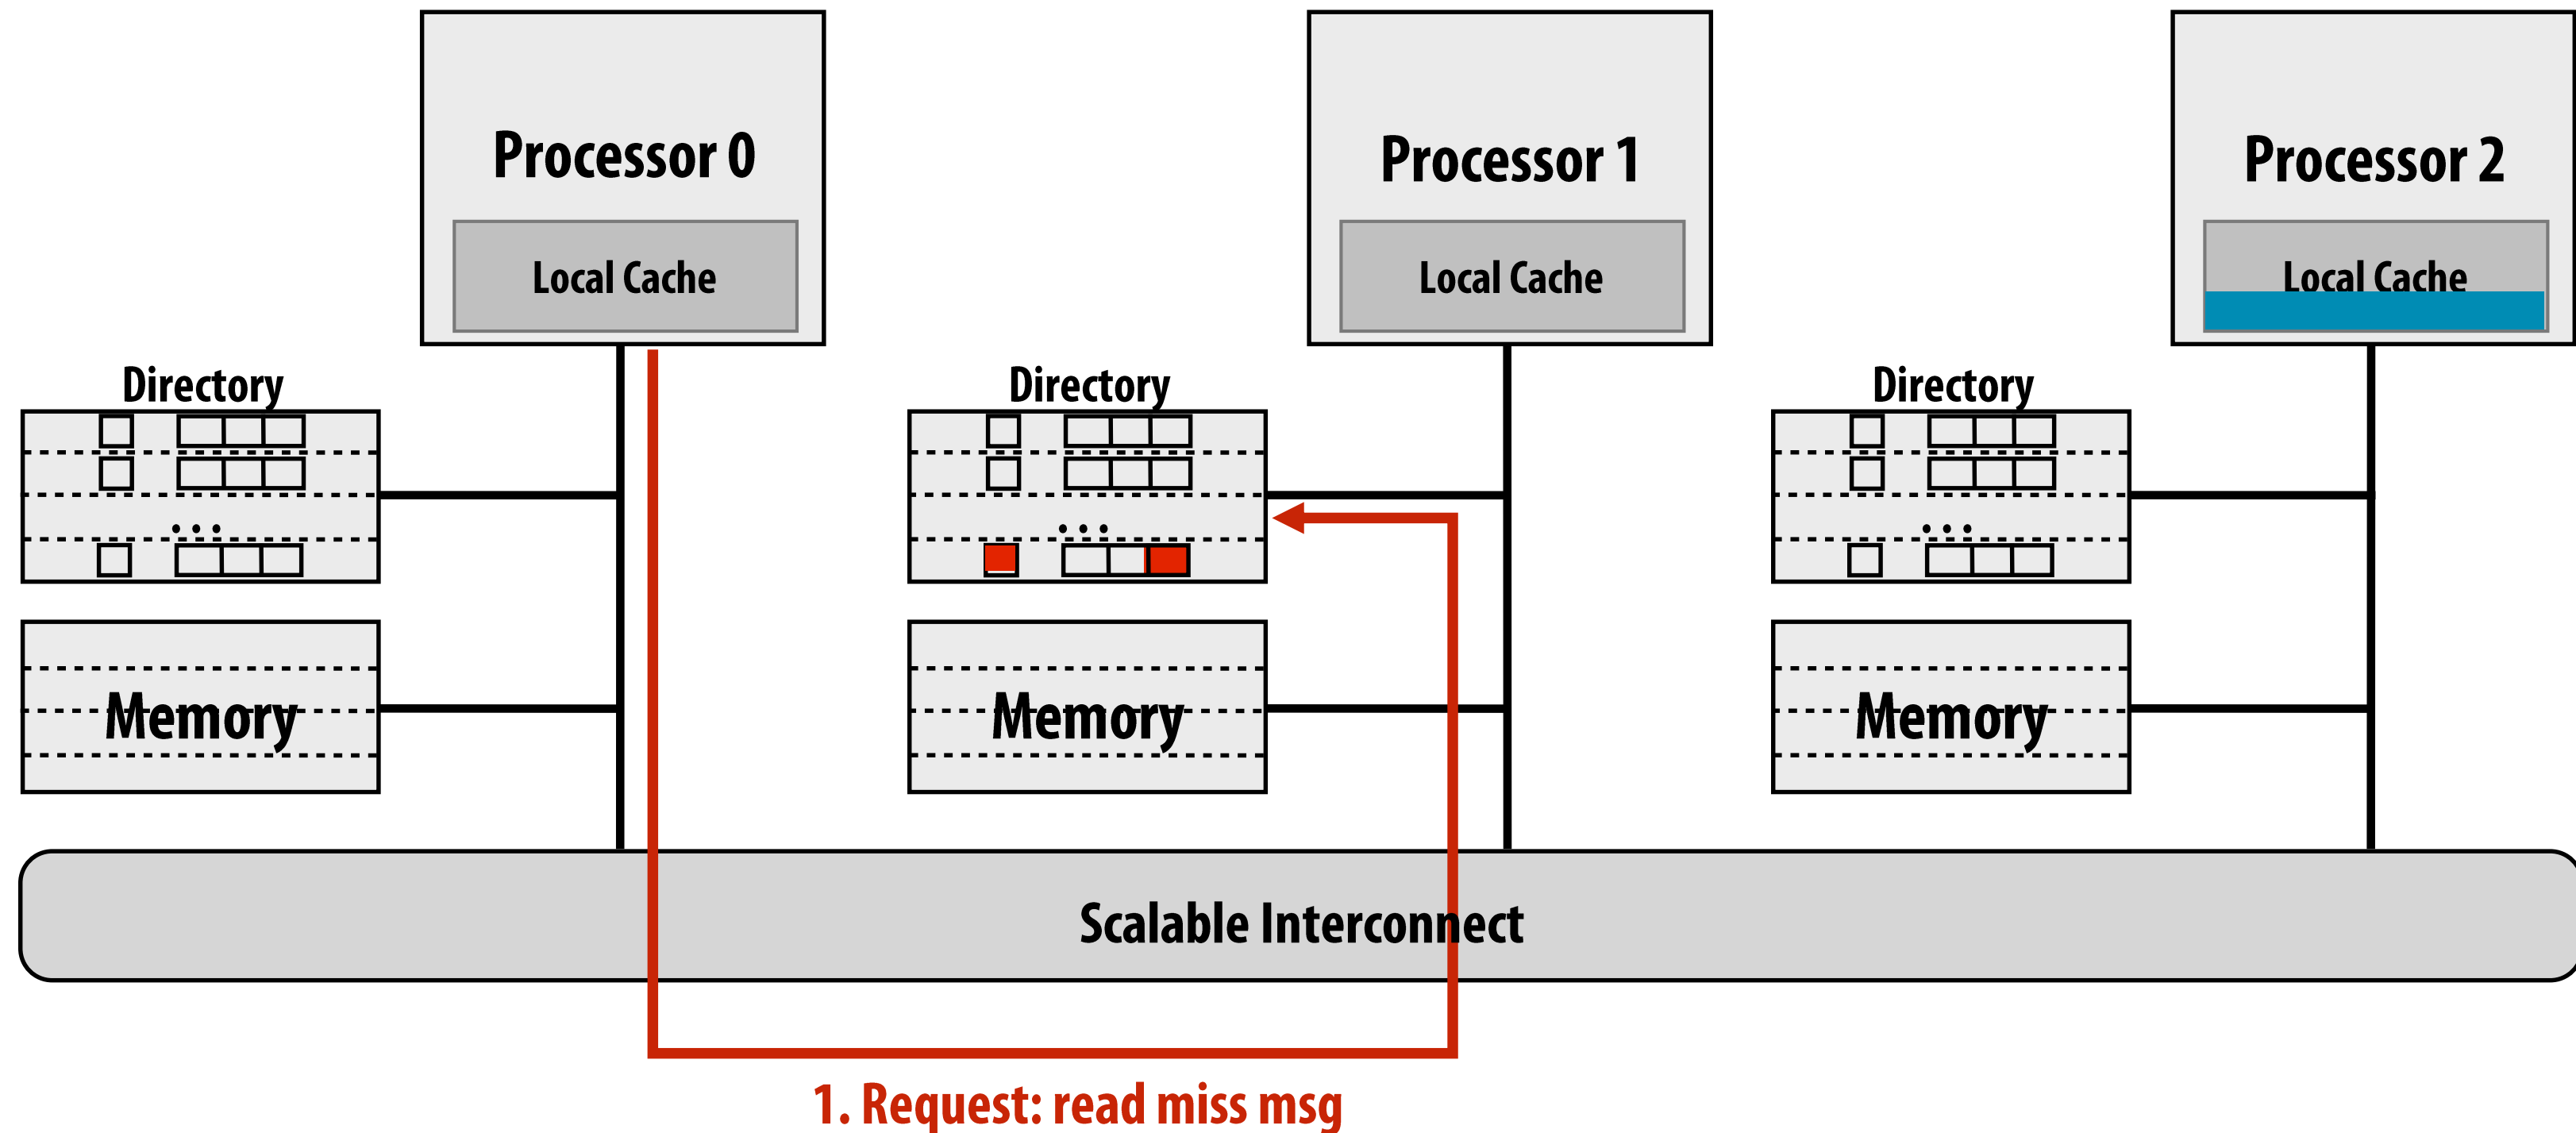 Processor 0
Processor 1
Processor 2
Local Cache
Local Cache
Local Cache
Directory
Directory
Directory
• • •
• • •
• • •
Memory
Memory
Memory
Scalable Interconnect
1. Request: read miss msg